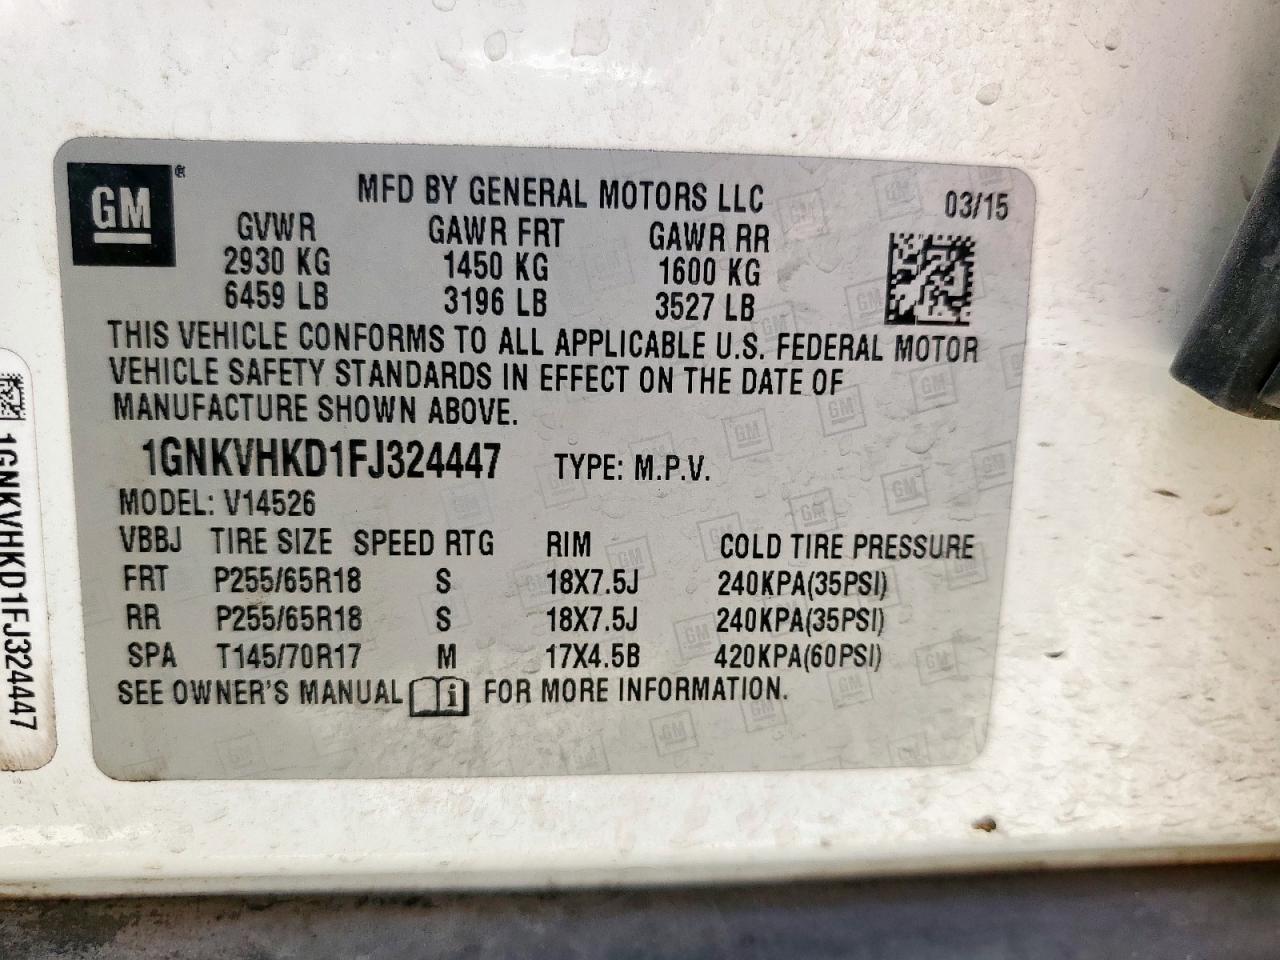 GM®
MFD BY GENERAL MOTORS LLC 03/15
GVWR GAWR FRT GAWR RR
2930 KG 1450 KG 1600 KG
6459 LB 3196 LB 3527 LB
THIS VEHICLE CONFORMS TO ALL APPLICABLE U.S. FEDERAL MOTOR
VEHICLE SAFETY STANDARDS IN EFFECT ON THE DATE OF
MANUFACTURE SHOWN ABOVE.
1GNKVHKD1FJ324447 TYPE: M.P.V.
MODEL: V14526
VBBJ TIRE SIZE SPEED RTG RIM COLD TIRE PRESSURE
FRT P255/65R18 S 18X7.5J 240KPA(35PSI)
RR P255/65R18 S 18X7.5J 240KPA(35PSI)
SPA T145/70R17 M 17X4.5B 420KPA(60PSI)
SEE OWNER'S MANUAL i FOR MORE INFORMATION.
1GNKVHKD1FJ324447